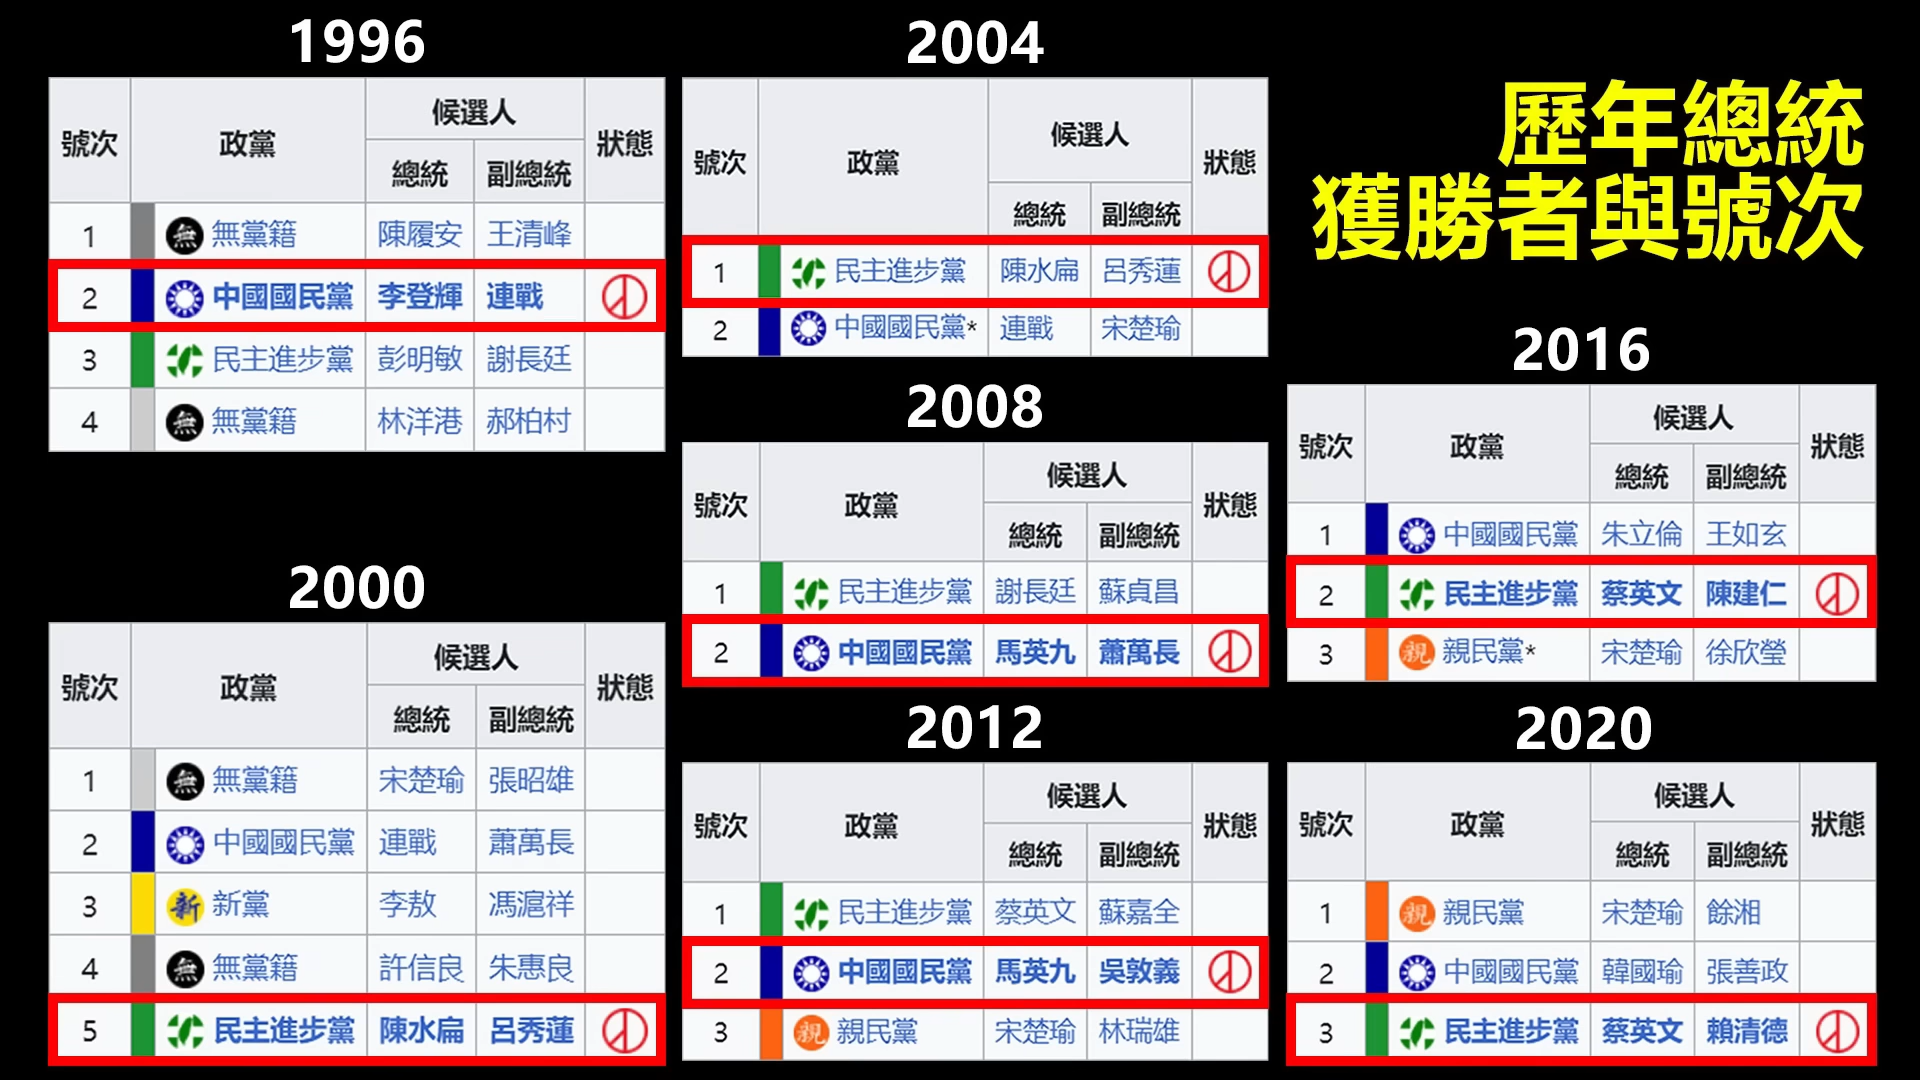 歷年總統
獲勝者與號次
1996
號次 政黨 候選人 狀態
總統 副總統
1 無 無黨籍 陳履安 王清峰
2 中國國民黨 李登輝 連戰
3 民主進步黨 彭明敏 謝長廷
4 無 無黨籍 林洋港 郝柏村
2000
號次 政黨 候選人 狀態
總統 副總統
1 無 無黨籍 宋楚瑜 張昭雄
2 中國國民黨 連戰 蕭萬長
3 新 新黨 李敖 馮滬祥
4 無 無黨籍 許信良 朱惠良
5 民主進步黨 陳水扁 呂秀蓮
2004
號次 政黨 候選人 狀態
總統 副總統
1 民主進步黨 陳水扁 呂秀蓮
2 中國國民黨* 連戰 宋楚瑜
2008
號次 政黨 候選人 狀態
總統 副總統
1 民主進步黨 謝長廷 蘇貞昌
2 中國國民黨 馬英九 蕭萬長
2012
號次 政黨 候選人 狀態
總統 副總統
1 民主進步黨 蔡英文 蘇嘉全
2 中國國民黨 馬英九 吳敦義
3 親 親民黨 宋楚瑜 林瑞雄
2016
號次 政黨 候選人 狀態
總統 副總統
1 中國國民黨 朱立倫 王如玄
2 民主進步黨 蔡英文 陳建仁
3 親 親民黨* 宋楚瑜 徐欣瑩
2020
號次 政黨 候選人 狀態
總統 副總統
1 親 親民黨 宋楚瑜 餘湘
2 中國國民黨 韓國瑜 張善政
3 民主進步黨 蔡英文 賴清德